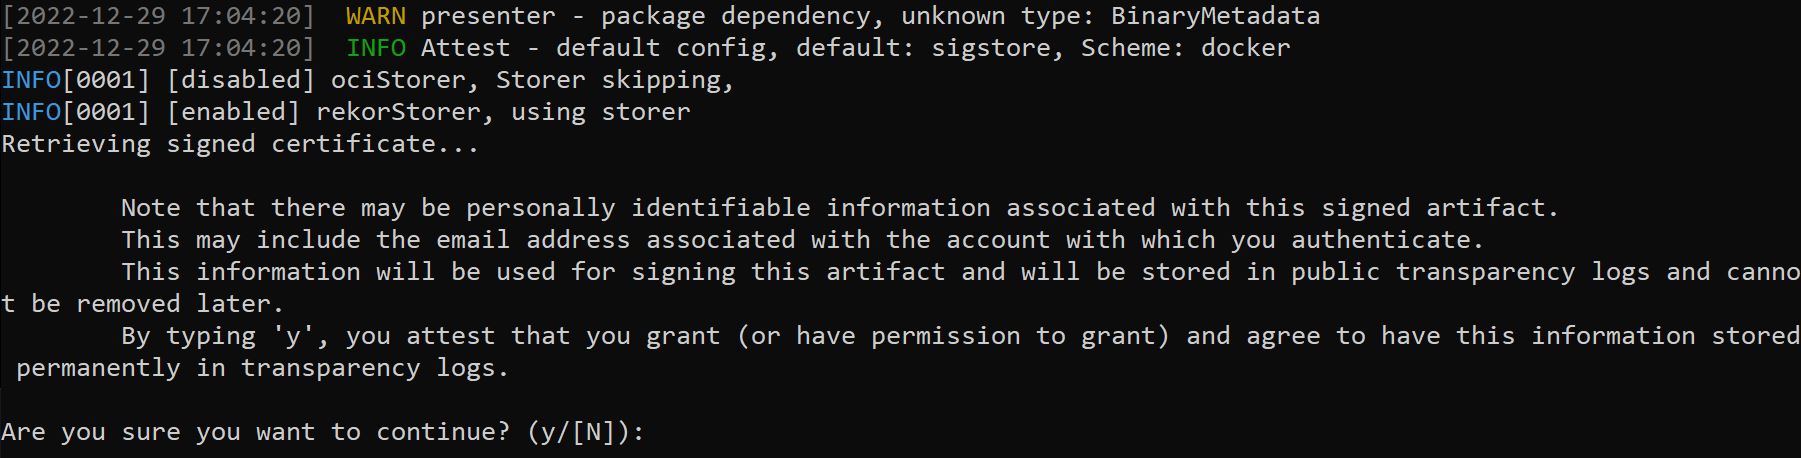 [2022-12-29 17:04:20]  WARN presenter - package dependency, unknown type: BinaryMetadata
[2022-12-29 17:04:20]  INFO Attest - default config, default: sigstore, Scheme: docker
INFO[0001] [disabled] ociStorer, Storer skipping,
INFO[0001] [enabled] rekorStorer, using storer
Retrieving signed certificate...
Note that there may be personally identifiable information associated with this signed artifact.
This may include the email address associated with the account with which you authenticate.
This information will be used for signing this artifact and will be stored in public transparency logs and canno
t be removed later.
By typing 'y', you attest that you grant (or have permission to grant) and agree to have this information stored
permanently in transparency logs.
Are you sure you want to continue? (y/[N]):